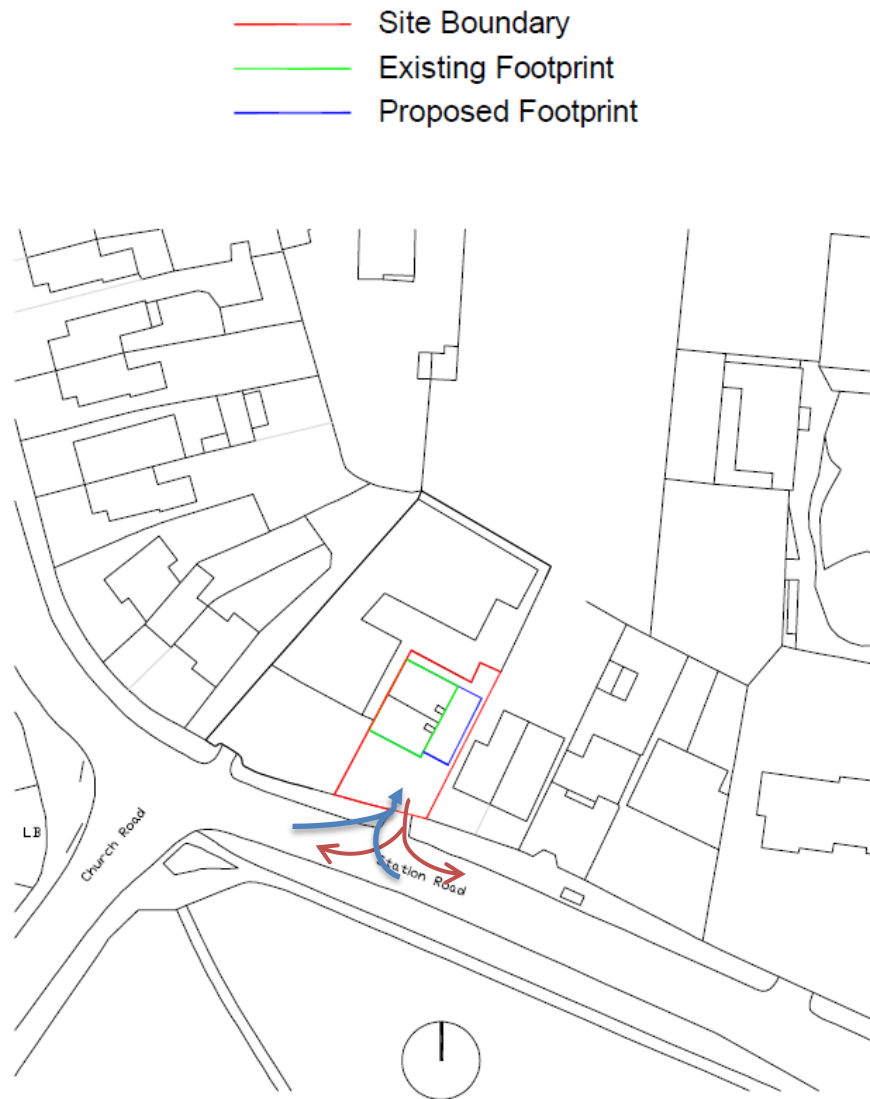 Site Boundary
Existing Footprint
Proposed Footprint
LB
Church Road
Station Road